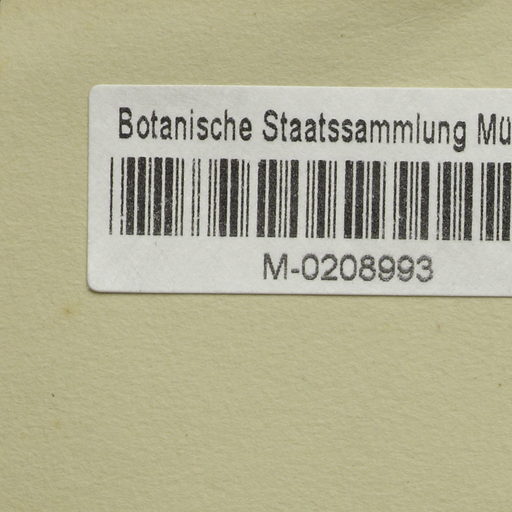 Botanische Staatssammlung Mü
M-0208993